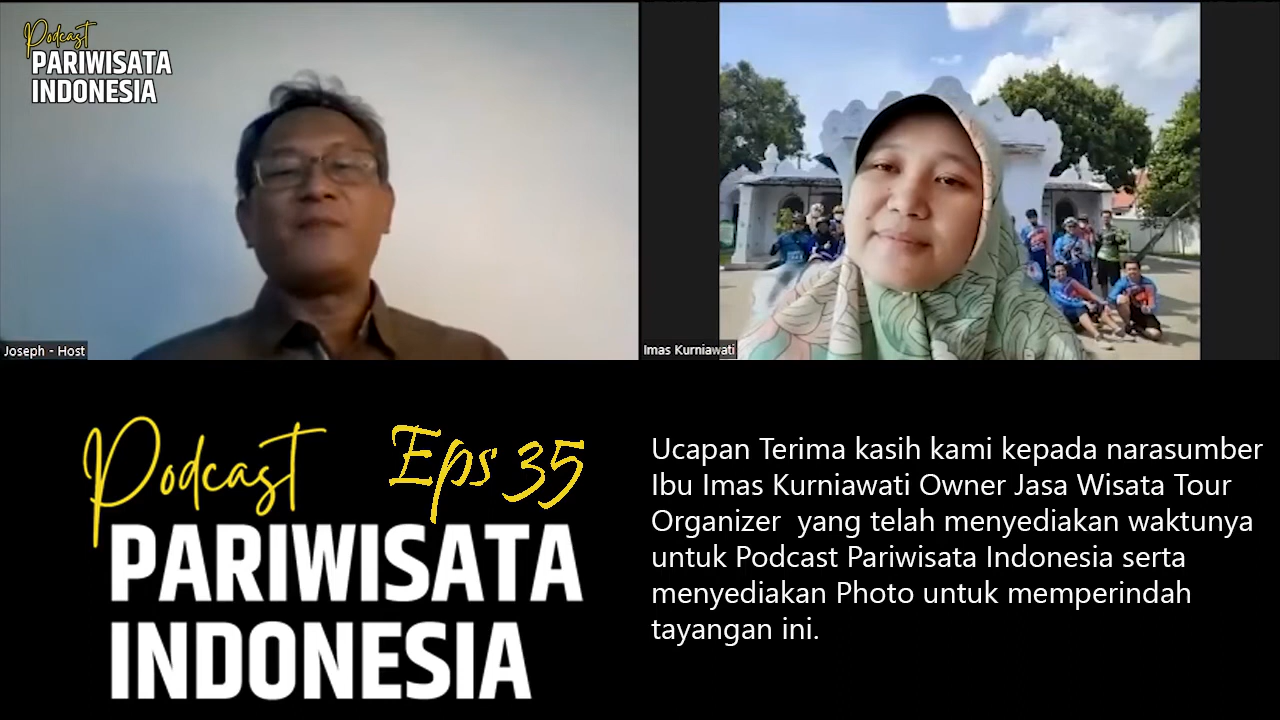 Podcast
PARIWISATA
INDONESIA
Joseph - Host
Imas Kurniawati
Podcast Eps 35
PARIWISATA
INDONESIA
Ucapan Terima kasih kami kepada narasumber
Ibu Imas Kurniawati Owner Jasa Wisata Tour
Organizer yang telah menyediakan waktunya
untuk Podcast Pariwisata Indonesia serta
menyediakan Photo untuk memperindah
tayangan ini.